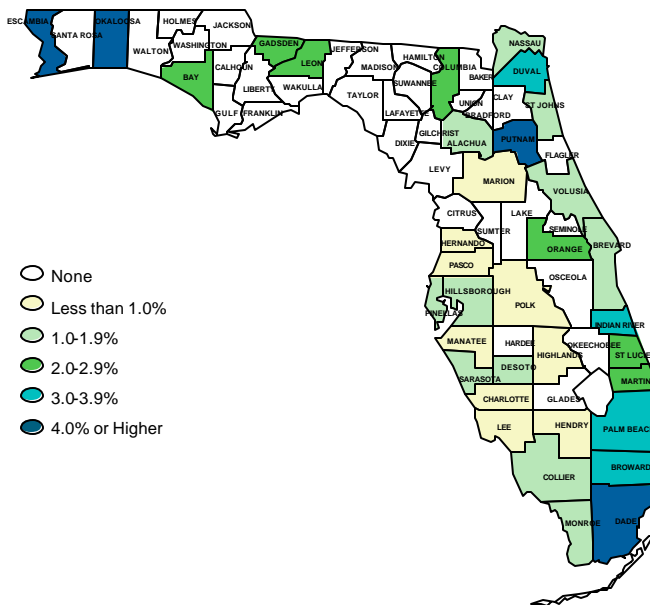 ESCAMBIA
SANTA ROSA
OKALOOSA
WALTON
HOLMES
WASHINGTON
JACKSON
BAY
CALHOUN
GULF
GADSDEN
LIBERTY
FRANKLIN
LEON
WAKULLA
JEFFERSON
MADISON
TAYLOR
HAMILTON
SUWANNEE
LAFAYETTE
DIXIE
COLUMBIA
GILCHRIST
BAKER
UNION
BRADFORD
ALACHUA
LEVY
NASSAU
DUVAL
CLAY
ST JOHNS
PUTNAM
FLAGLER
MARION
VOLUSIA
CITRUS
SUMTER
LAKE
SEMINOLE
HERNANDO
ORANGE
BREVARD
PASCO
OSCEOLA
HILLSBOROUGH
PINELLAS
POLK
INDIAN RIVER
MANATEE
HARDEE
HIGHLANDS
OKEECHOBEE
ST LUCIE
DESOTO
SARASOTA
MARTIN
CHARLOTTE
GLADES
LEE
HENDRY
PALM BEACH
BROWARD
COLLIER
MONROE
DADE
None
Less than 1.0%
1.0-1.9%
2.0-2.9%
3.0-3.9%
4.0% or Higher